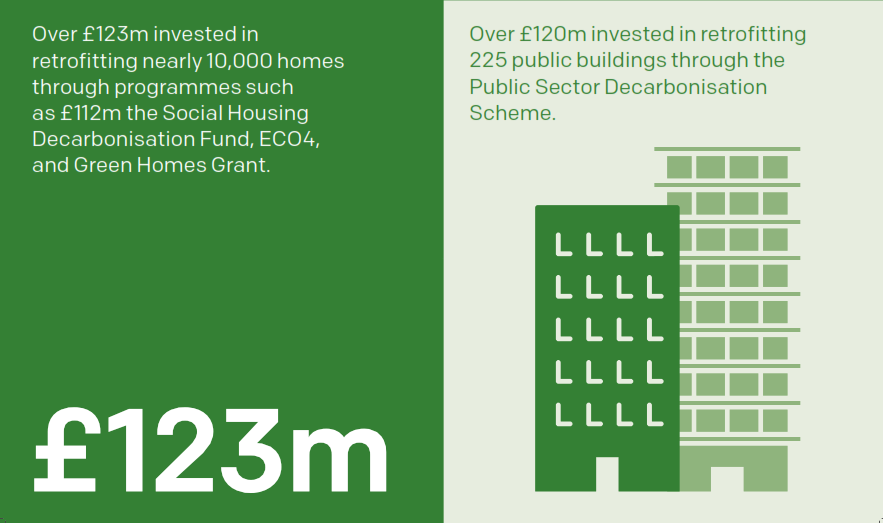 Over £123m invested in
retrofitting nearly 10,000 homes
through programmes such
as £112m the Social Housing
Decarbonisation Fund, ECO4,
and Green Homes Grant.
£123m
Over £120m invested in retrofitting
225 public buildings through the
Public Sector Decarbonisation
Scheme.